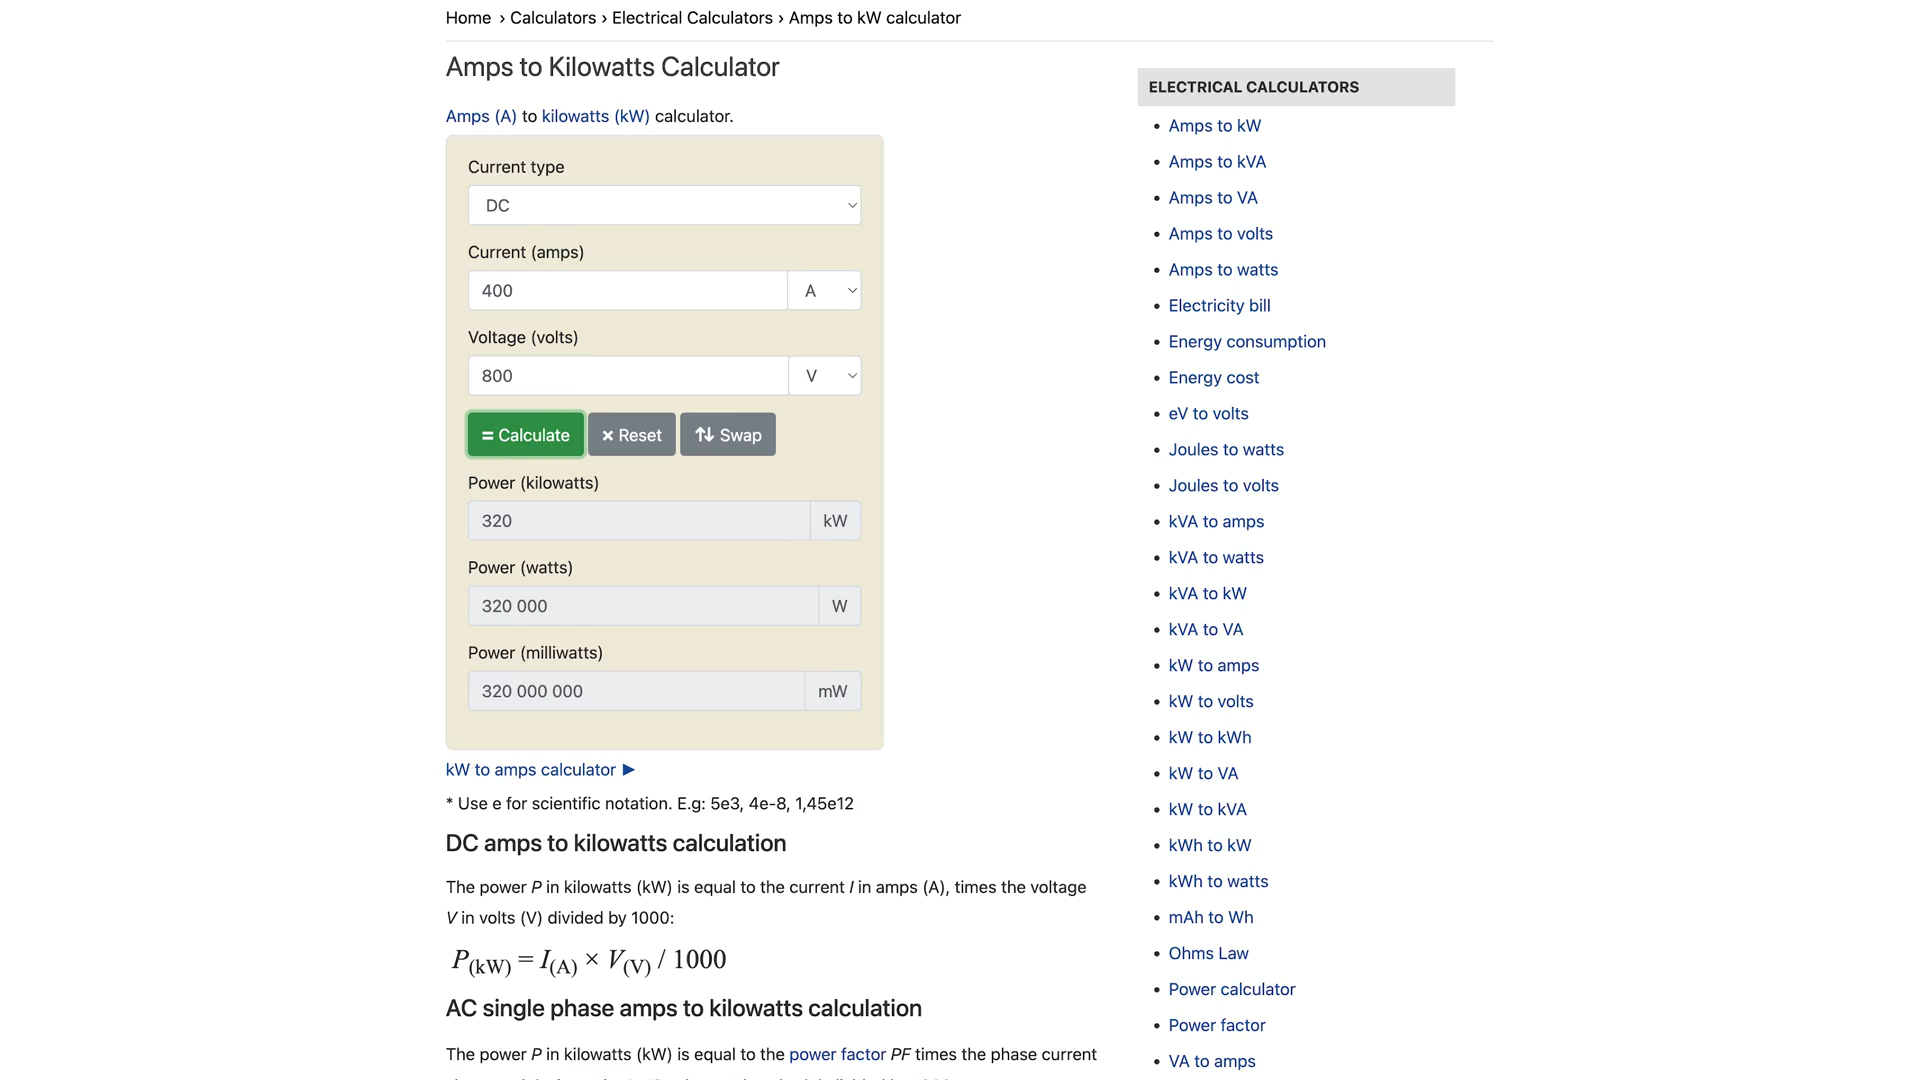 Home › Calculators › Electrical Calculators › Amps to kW calculator
Amps to Kilowatts Calculator
Amps (A) to kilowatts (kW) calculator.
Current type
DC
Current (amps)
400 A
Voltage (volts)
800 V
= Calculate × Reset Swap
Power (kilowatts)
320 kW
Power (watts)
320 000 W
Power (milliwatts)
320 000 000 mW
kW to amps calculator ►
* Use e for scientific notation. E.g: 5e3, 4e-8, 1,45e12
DC amps to kilowatts calculation
The power P in kilowatts (kW) is equal to the current I in amps (A), times the voltage
V in volts (V) divided by 1000:
P(kW) = I(A) × V(V) / 1000
AC single phase amps to kilowatts calculation
The power P in kilowatts (kW) is equal to the power factor PF times the phase current
ELECTRICAL CALCULATORS
• Amps to kW
• Amps to kVA
• Amps to VA
• Amps to volts
• Amps to watts
• Electricity bill
• Energy consumption
• Energy cost
• eV to volts
• Joules to watts
• Joules to volts
• kVA to amps
• kVA to watts
• kVA to kW
• kVA to VA
• kW to amps
• kW to volts
• kW to kWh
• kW to VA
• kW to kVA
• kWh to kW
• kWh to watts
• mAh to Wh
• Ohms Law
• Power calculator
• Power factor
• VA to amps